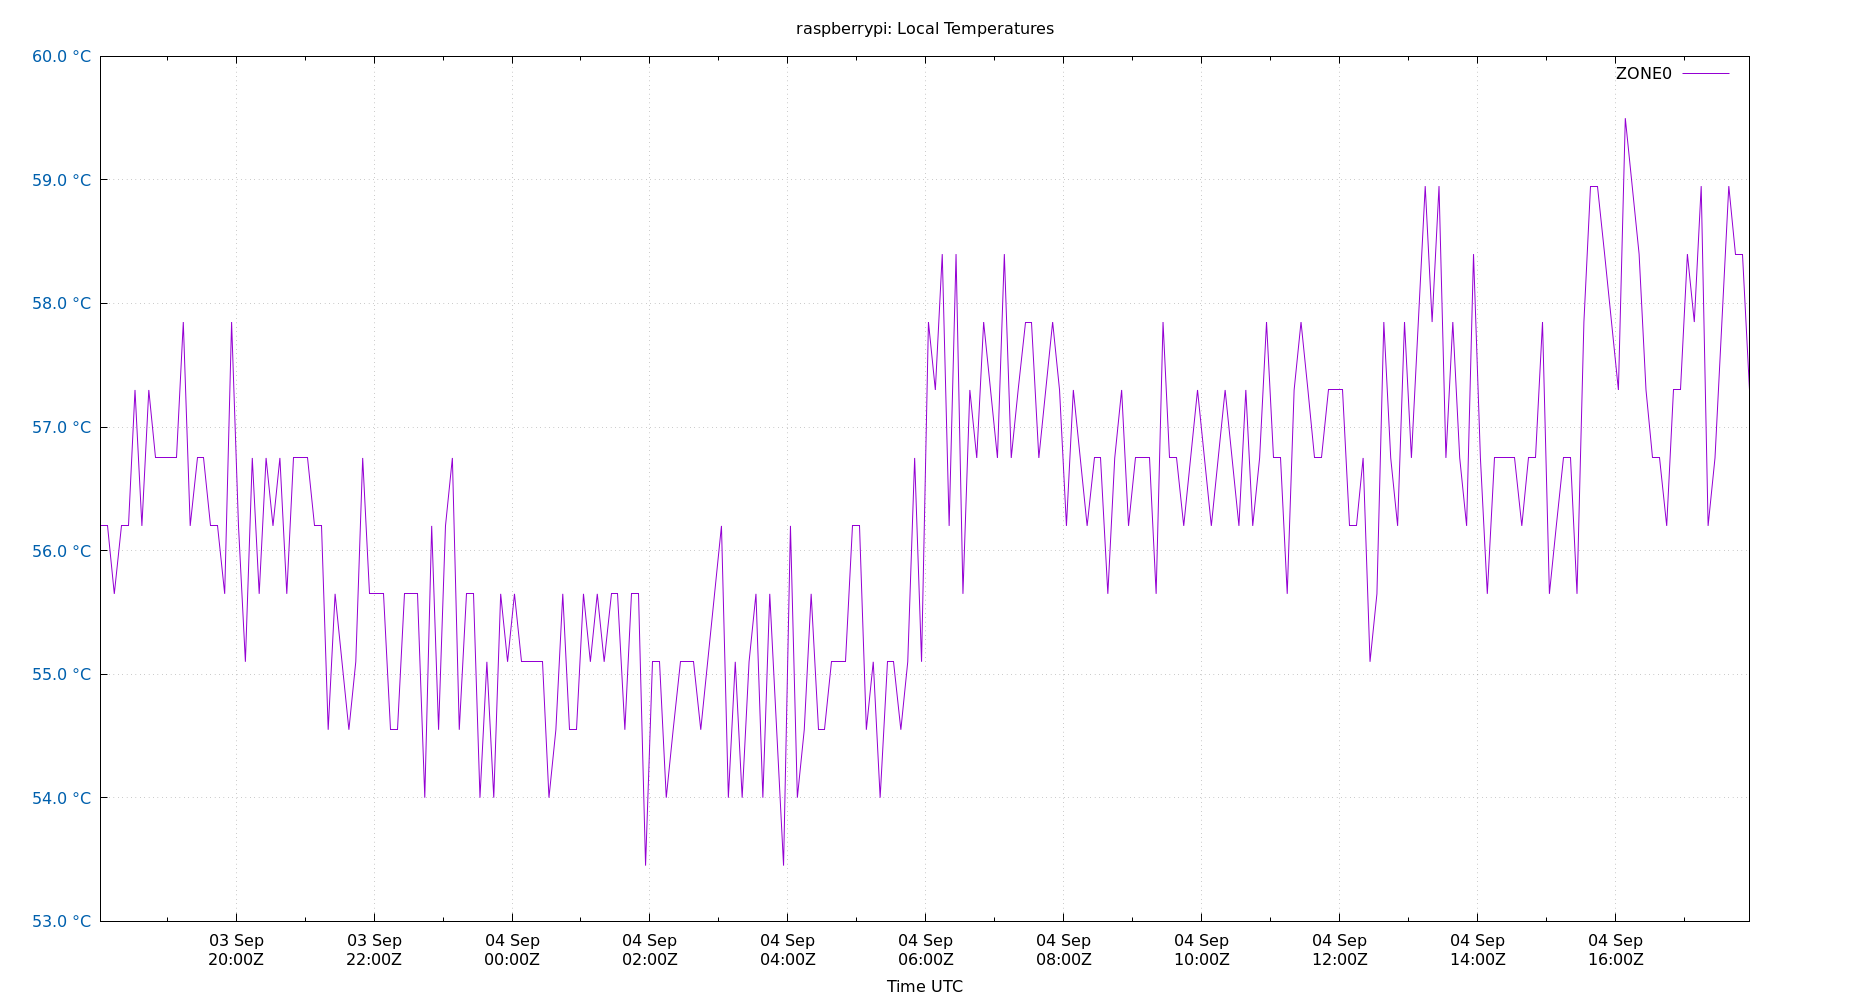 raspberrypi: Local Temperatures
60.0 °C
ZONE0
59.0 °C
58.0 °C
57.0 °C
56.0 °C
55.0 °C
54.0 °C
53.0 °C
03 Sep 03 Sep 04 Sep 04 Sep 04 Sep 04 Sep 04 Sep 04 Sep 04 Sep 04 Sep 04 Sep
20:00Z 22:00Z 00:00Z 02:00Z 04:00Z 06:00Z 08:00Z 10:00Z 12:00Z 14:00Z 16:00Z
Time UTC